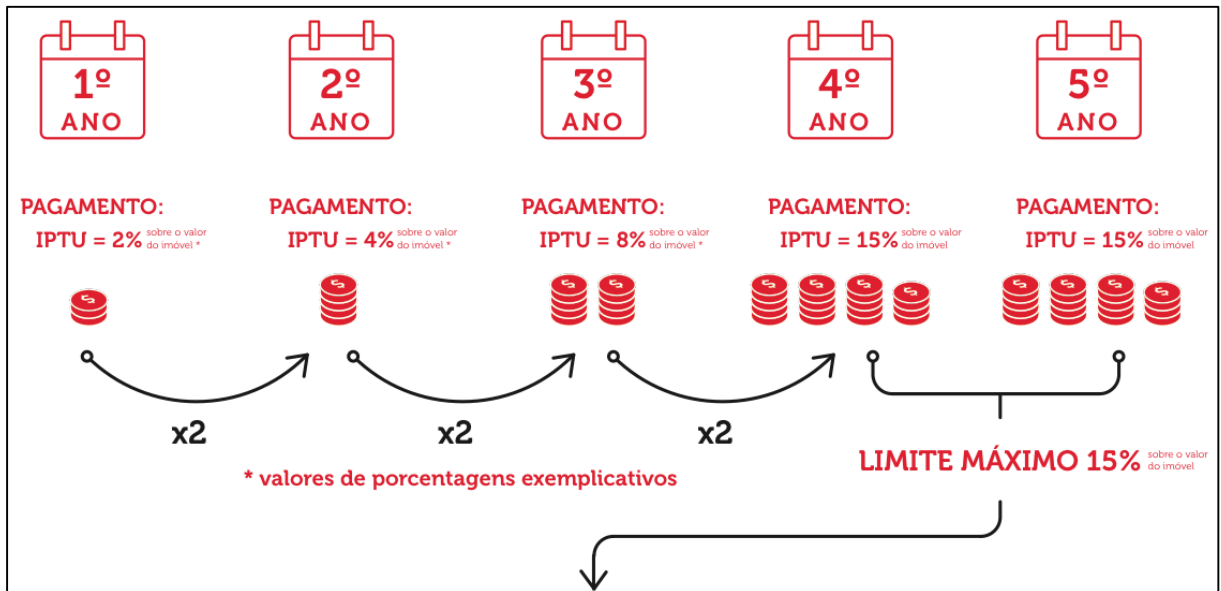 1º ANO
2º ANO
3º ANO
4º ANO
5º ANO
PAGAMENTO:
IPTU = 2% sobre o valor do imóvel *
PAGAMENTO:
IPTU = 4% sobre o valor do imóvel *
PAGAMENTO:
IPTU = 8% sobre o valor do imóvel *
PAGAMENTO:
IPTU = 15% sobre o valor do imóvel
PAGAMENTO:
IPTU = 15% sobre o valor do imóvel
x2
x2
x2
* valores de porcentagens exemplicativos
LIMITE MÁXIMO 15% sobre o valor do imóvel